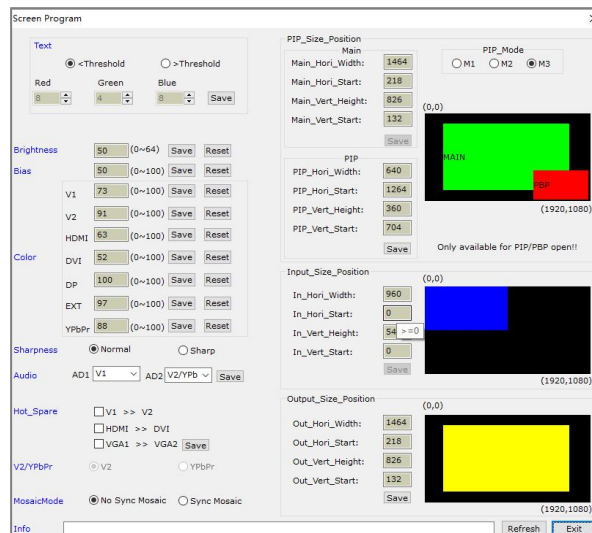 Screen Program
Text
<Threshold >Threshold
Red Green Blue
8 4 8 Save
Brightness 50 (0~64) Save Reset
Bias 50 (0~100) Save Reset
Color
V1 73 (0~100) Save Reset
V2 91 (0~100) Save Reset
HDMI 63 (0~100) Save Reset
DVI 52 (0~100) Save Reset
DP 100 (0~100) Save Reset
EXT 97 (0~100) Save Reset
YPbPr 88 (0~100) Save Reset
Sharpness Normal Sharp
Audio AD1 V1 AD2 V2/YPb Save
Hot_Spare V1 >> V2
HDMI >> DVI
VGA1 >> VGA2 Save
V2/YPbPr V2 YPbPr
MosaicMode No Sync Mosaic Sync Mosaic
Info
PIP_Size_Position
Main
Main_Hori_Width: 1464
Main_Hori_Start: 218
Main_Vert_Height: 826
Main_Vert_Start: 132
Save
PIP
PIP_Hori_Width: 640
PIP_Hori_Start: 1264
PIP_Vert_Height: 360
PIP_Vert_Start: 704
Save
PIP_Mode
M1 M2 M3
(0,0)
MAIN
PBP
(1920,1080)
Only available for PIP/PBP open!!
Input_Size_Position
In_Hori_Width: 960
In_Hori_Start: 0
>=0
In_Vert_Height: 54
In_Vert_Start: 0
Save
(0,0)
(1920,1080)
Output_Size_Position
Out_Hori_Width: 1464
Out_Hori_Start: 218
Out_Vert_Height: 826
Out_Vert_Start: 132
Save
(0,0)
(1920,1080)
Refresh Exit